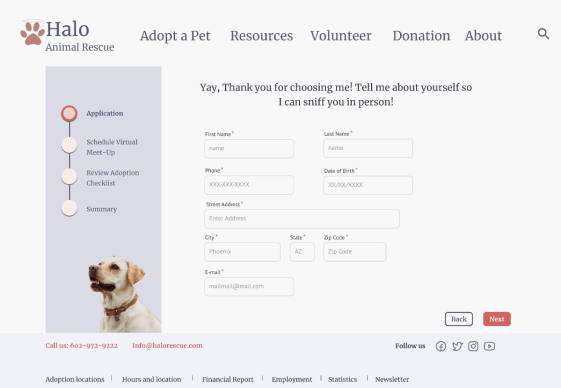 Halo
Animal Rescue
Adopt a Pet
Resources
Volunteer
Donation
About
Application
Schedule Virtual
Meet-Up
Review Adoption
Checklist
Summary
Yay, Thank you for choosing me! Tell me about yourself so
I can sniff you in person!
First Name*
Last Name*
name
name
Phone*
Date of Birth*
XXX-XXX-XXXX
XX/XX/XXXX
Street Address*
Enter Address
City*
State*
Zip Code*
Phoenix
AZ
Zip Code
E-mail*
mailmail@mail.com
Back
Next
Call us: 602-972-9222
Info@halorescue.com
Follow us
Adoption locations | Hours and location | Financial Report | Employment | Statistics | Newsletter